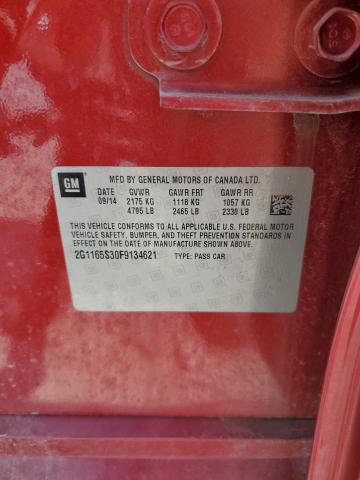 GM
MFD BY GENERAL MOTORS OF CANADA LTD.
DATE GVWR GAWR FRT GAWR RR
09/14 2175 KG 1118 KG 1057 KG
4795 LB 2465 LB 2330 LB
THIS VEHICLE CONFORMS TO ALL APPLICABLE U.S. FEDERAL MOTOR
VEHICLE SAFETY, BUMPER, AND THEFT PREVENTION STANDARDS IN
EFFECT ON THE DATE OF MANUFACTURE SHOWN ABOVE.
2G1165S30F9134621 TYPE: PASS CAR